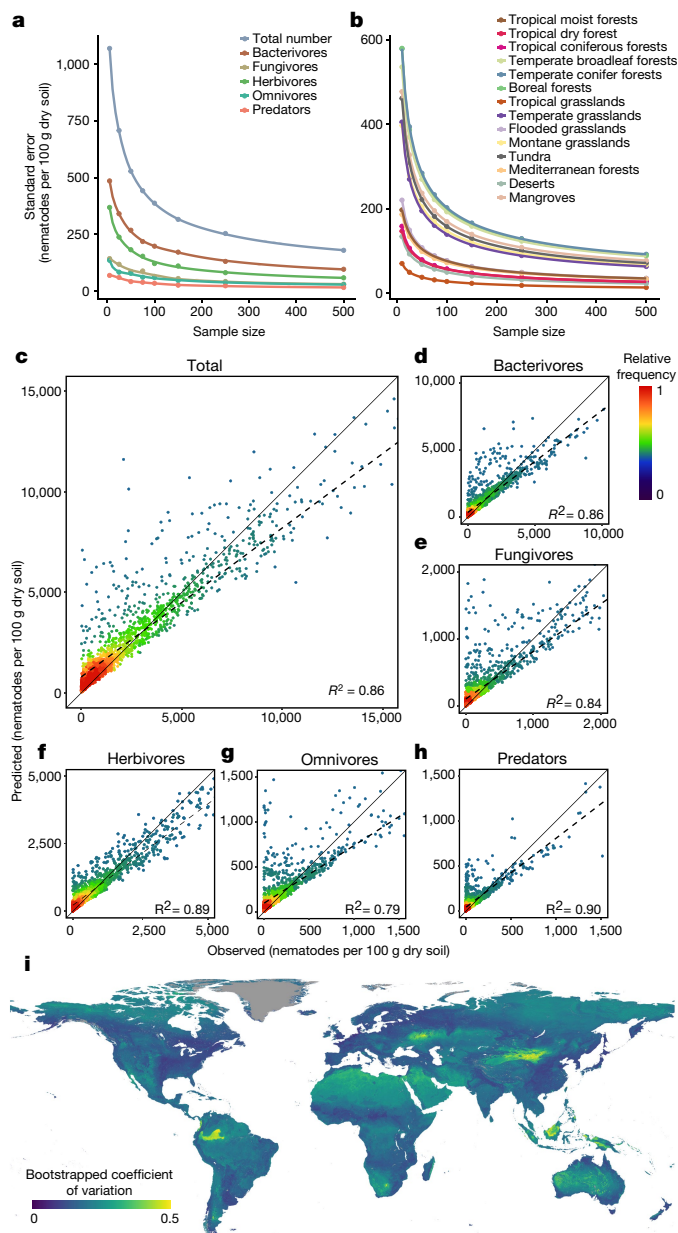 a
Total number
Bacterivores
Fungivores
Herbivores
Omnivores
Predators
1,000
750
500
250
0
Standard error
(nematodes per 100 g dry soil)
0 100 200 300 400 500
Sample size
b
Tropical moist forests
Tropical dry forest
Tropical coniferous forests
Temperate broadleaf forests
Temperate conifer forests
Boreal forests
Tropical grasslands
Temperate grasslands
Flooded grasslands
Montane grasslands
Tundra
Mediterranean forests
Deserts
Mangroves
600
400
200
0
0 100 200 300 400 500
Sample size
c
Total
15,000
10,000
5,000
0
Predicted (nematodes per 100 g dry soil)
R² = 0.86
0 5,000 10,000 15,000
d
Bacterivores
10,000
5,000
0
R² = 0.86
0 5,000 10,000
Relative
frequency
1
0
e
Fungivores
2,000
1,000
0
R² = 0.84
0 1,000 2,000
f
Herbivores
5,000
2,500
0
R² = 0.89
0 2,500 5,000
g
Omnivores
1,500
1,000
500
0
R² = 0.79
0 500 1,000 1,500
h
Predators
1,500
1,000
500
0
R² = 0.90
0 500 1,000 1,500
Observed (nematodes per 100 g dry soil)
i
Bootstrapped coefficient
of variation
0 0.5